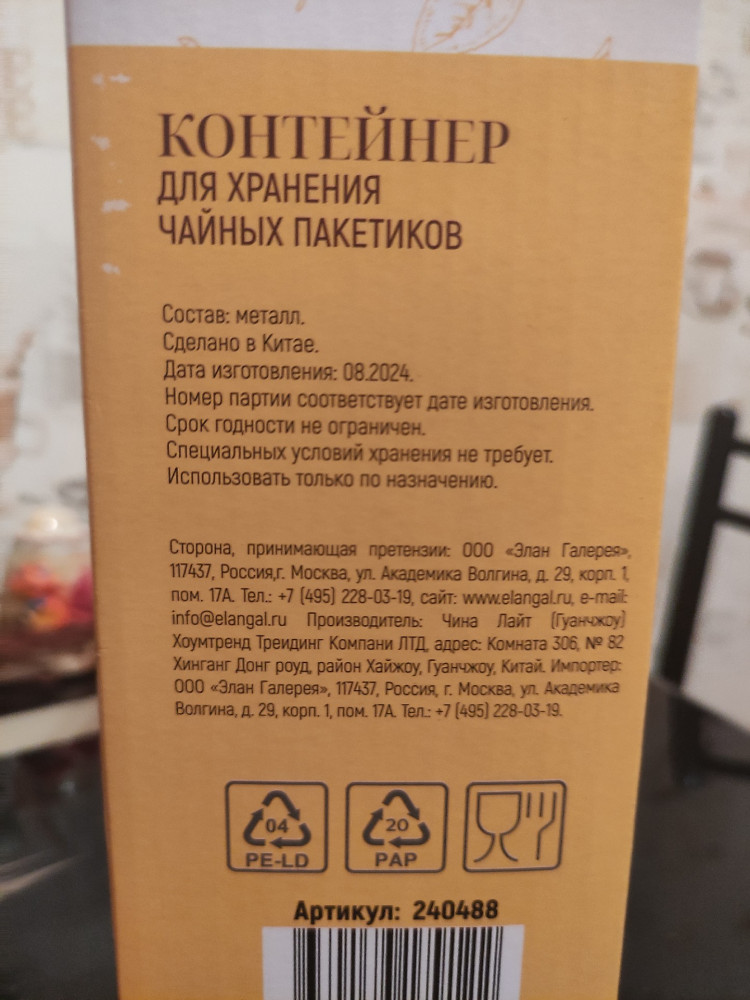 КОНТЕЙНЕР
ДЛЯ ХРАНЕНИЯ
ЧАЙНЫХ ПАКЕТИКОВ
Состав: металл.
Сделано в Китае.
Дата изготовления: 08.2024.
Номер партии соответствует дате изготовления.
Срок годности не ограничен.
Специальных условий хранения не требует.
Использовать только по назначению.
Сторона, принимающая претензии: ООО «Элан Галерея»,
117437, Россия,г. Москва, ул. Академика Волгина, д. 29, корп. 1,
пом. 17А. Тел.: +7 (495) 228-03-19, сайт: www.elangal.ru, e-mail:
info@elangal.ru Производитель: Чина Лайт (Гуанчжоу)
Хоумтренд Треидинг Компани ЛТД, адрес: Комната 306, № 82
Хинганг Донг роуд, район Хайжоу, Гуанчжоу, Китай. Импортер:
ООО «Элан Галерея», 117437, Россия, г. Москва, ул. Академика
Волгина, д. 29, корп. 1, пом. 17А. Тел.: +7 (495) 228-03-19.
04 20
PE-LD PAP
Артикул: 240488